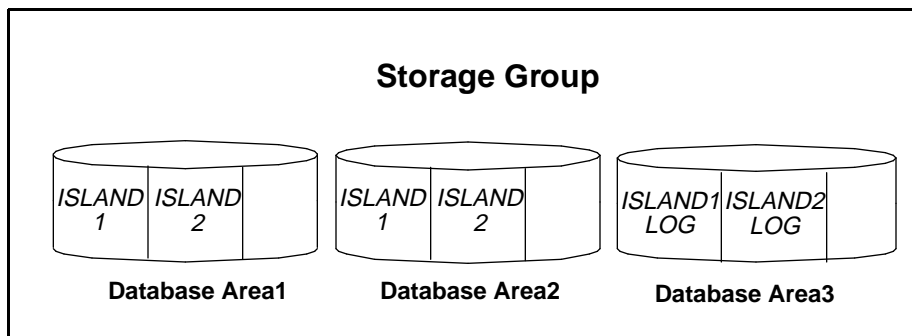 Storage Group
ISLAND
1
ISLAND
2
ISLAND
1
ISLAND
2
ISLAND1
LOG
ISLAND2
LOG
Database Area1
Database Area2
Database Area3